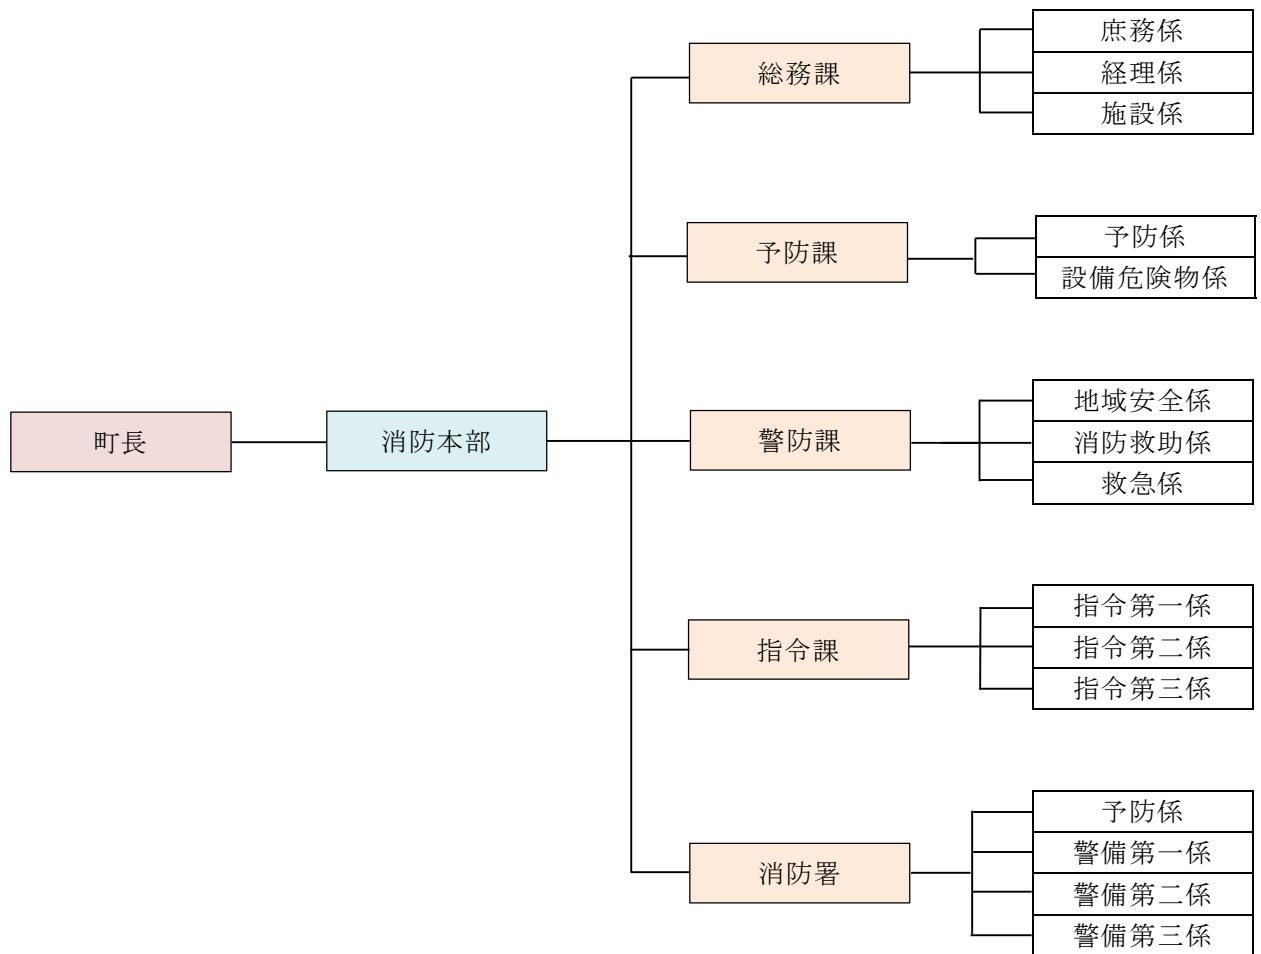 町長
消防本部
総務課
庶務係
経理係
施設係
予防課
予防係
設備危険物係
警防課
地域安全係
消防救助係
救急係
指令課
指令第一係
指令第二係
指令第三係
消防署
予防係
警備第一係
警備第二係
警備第三係